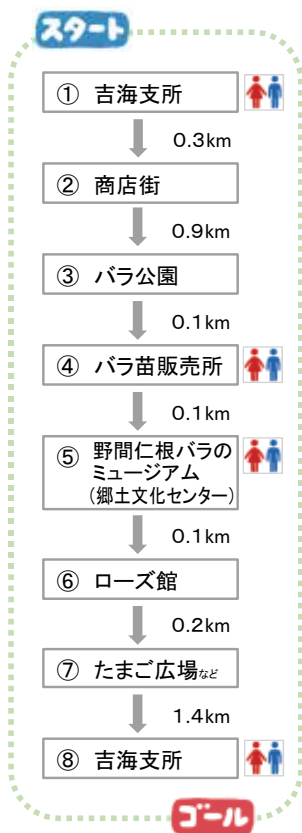 スタート
① 吉海支所
0.3km
② 商店街
0.9km
③ バラ公園
0.1km
④ バラ苗販売所
0.1km
⑤ 野間仁根バラの
ミュージアム
(郷土文化センター)
0.1km
⑥ ローズ館
0.2km
⑦ たまご広場など
1.4km
⑧ 吉海支所
ゴール